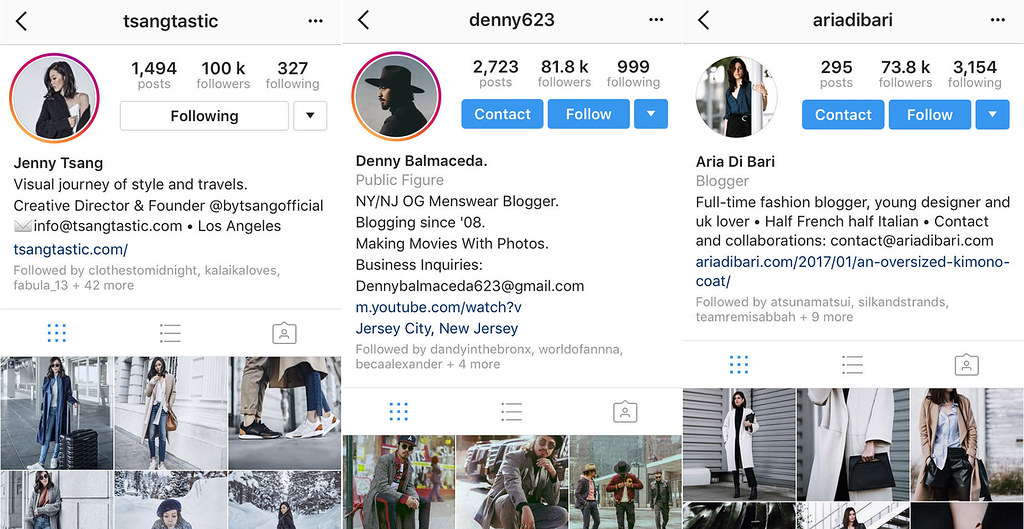 tsangtastic
1,494
100 k
327
posts
followers
following
Following
Jenny Tsang
Visual journey of style and travels.
Creative Director & Founder @bytsangofficial
✉️info@tsangtastic.com • Los Angeles
tsangtastic.com/
Followed by clothestomidnight, kalaikaloves,
fabula_13 + 42 more
denny623
2,723
81.8 k
999
posts
followers
following
Contact
Follow
Denny Balmaceda.
Public Figure
NY/NJ OG Menswear Blogger.
Blogging since '08.
Making Movies With Photos.
Business Inquiries:
Dennybalmaceda623@gmail.com
m.youtube.com/watch?v
Jersey City, New Jersey
Followed by dandyinthebronx, worldofannna,
becaalexander + 4 more
ariadibari
295
73.8 k
3,154
posts
followers
following
Contact
Follow
Aria Di Bari
Blogger
Full-time fashion blogger, young designer and
uk lover • Half French half Italian • Contact
and collaborations: contact@ariadibari.com
ariadibari.com/2017/01/an-oversized-kimono-
coat/
Followed by atsunamatsui, silkandstrands,
teamremisabbah + 9 more